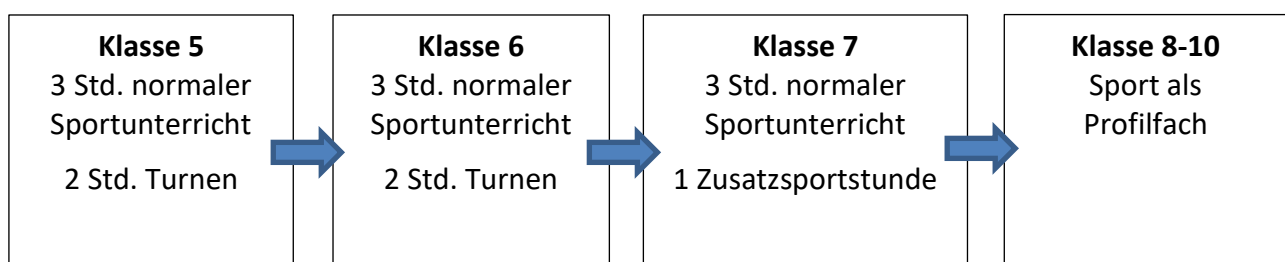 Klasse 5
3 Std. normaler
Sportunterricht
2 Std. Turnen
Klasse 6
3 Std. normaler
Sportunterricht
2 Std. Turnen
Klasse 7
3 Std. normaler
Sportunterricht
1 Zusatzsportstunde
Klasse 8-10
Sport als
Profilfach